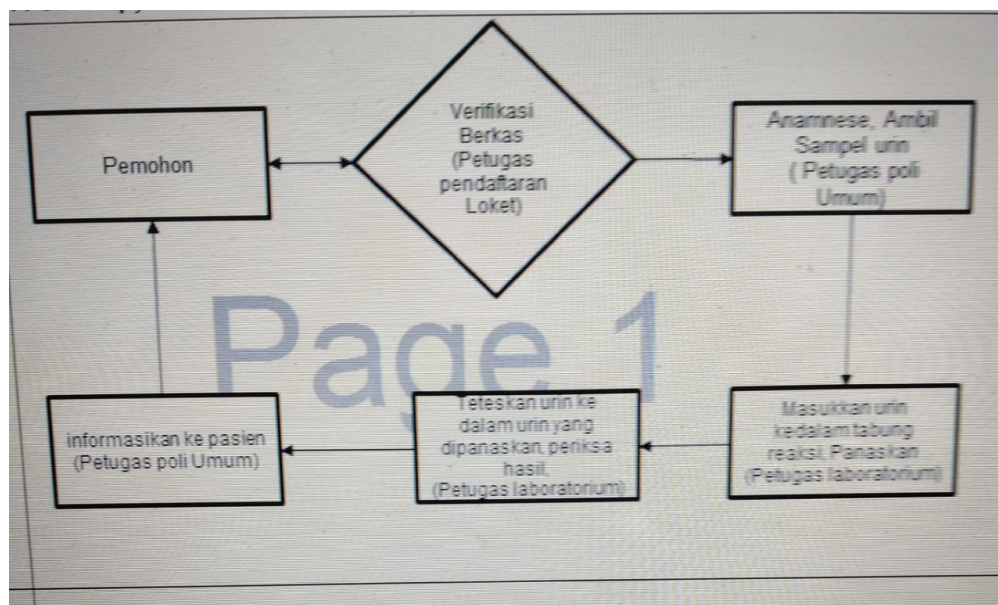 Pemohon
Verifikasi
Berkas
(Petugas
pendaftaran
Loket)
Anamnese, Ambil
Sampel urin
( Petugas poli
Umum)
Masukkan urin
kedalam tabung
reaksi, Panaskan
(Petugas laboratorium)
Teteskan urin ke
dalam urin yang
dipanaskan, periksa
hasil,
(Petugas laboratorium)
informasikan ke pasien
(Petugas poli Umum)
Page 1